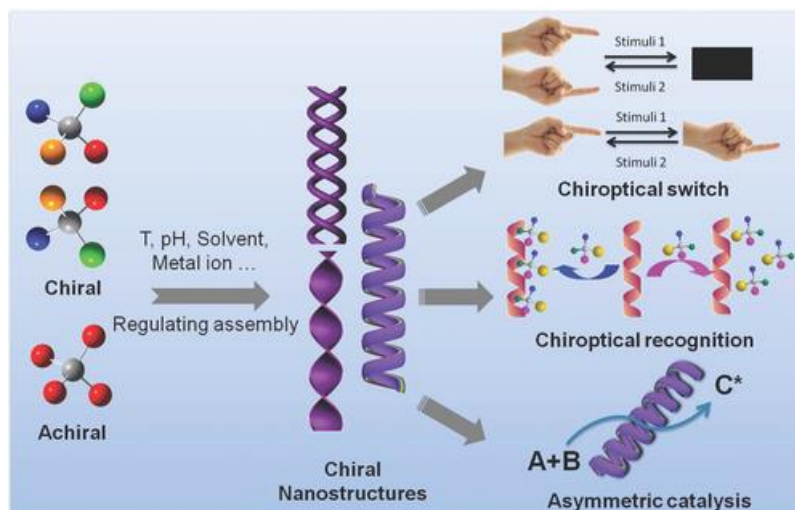 Chiral
Achiral
T, pH, Solvent,
Metal ion ...
Regulating assembly
Chiral
Nanostructures
Stimuli 1
Stimuli 2
Stimuli 1
Stimuli 2
Chiroptical switch
Chiroptical recognition
A+B
C*
Asymmetric catalysis